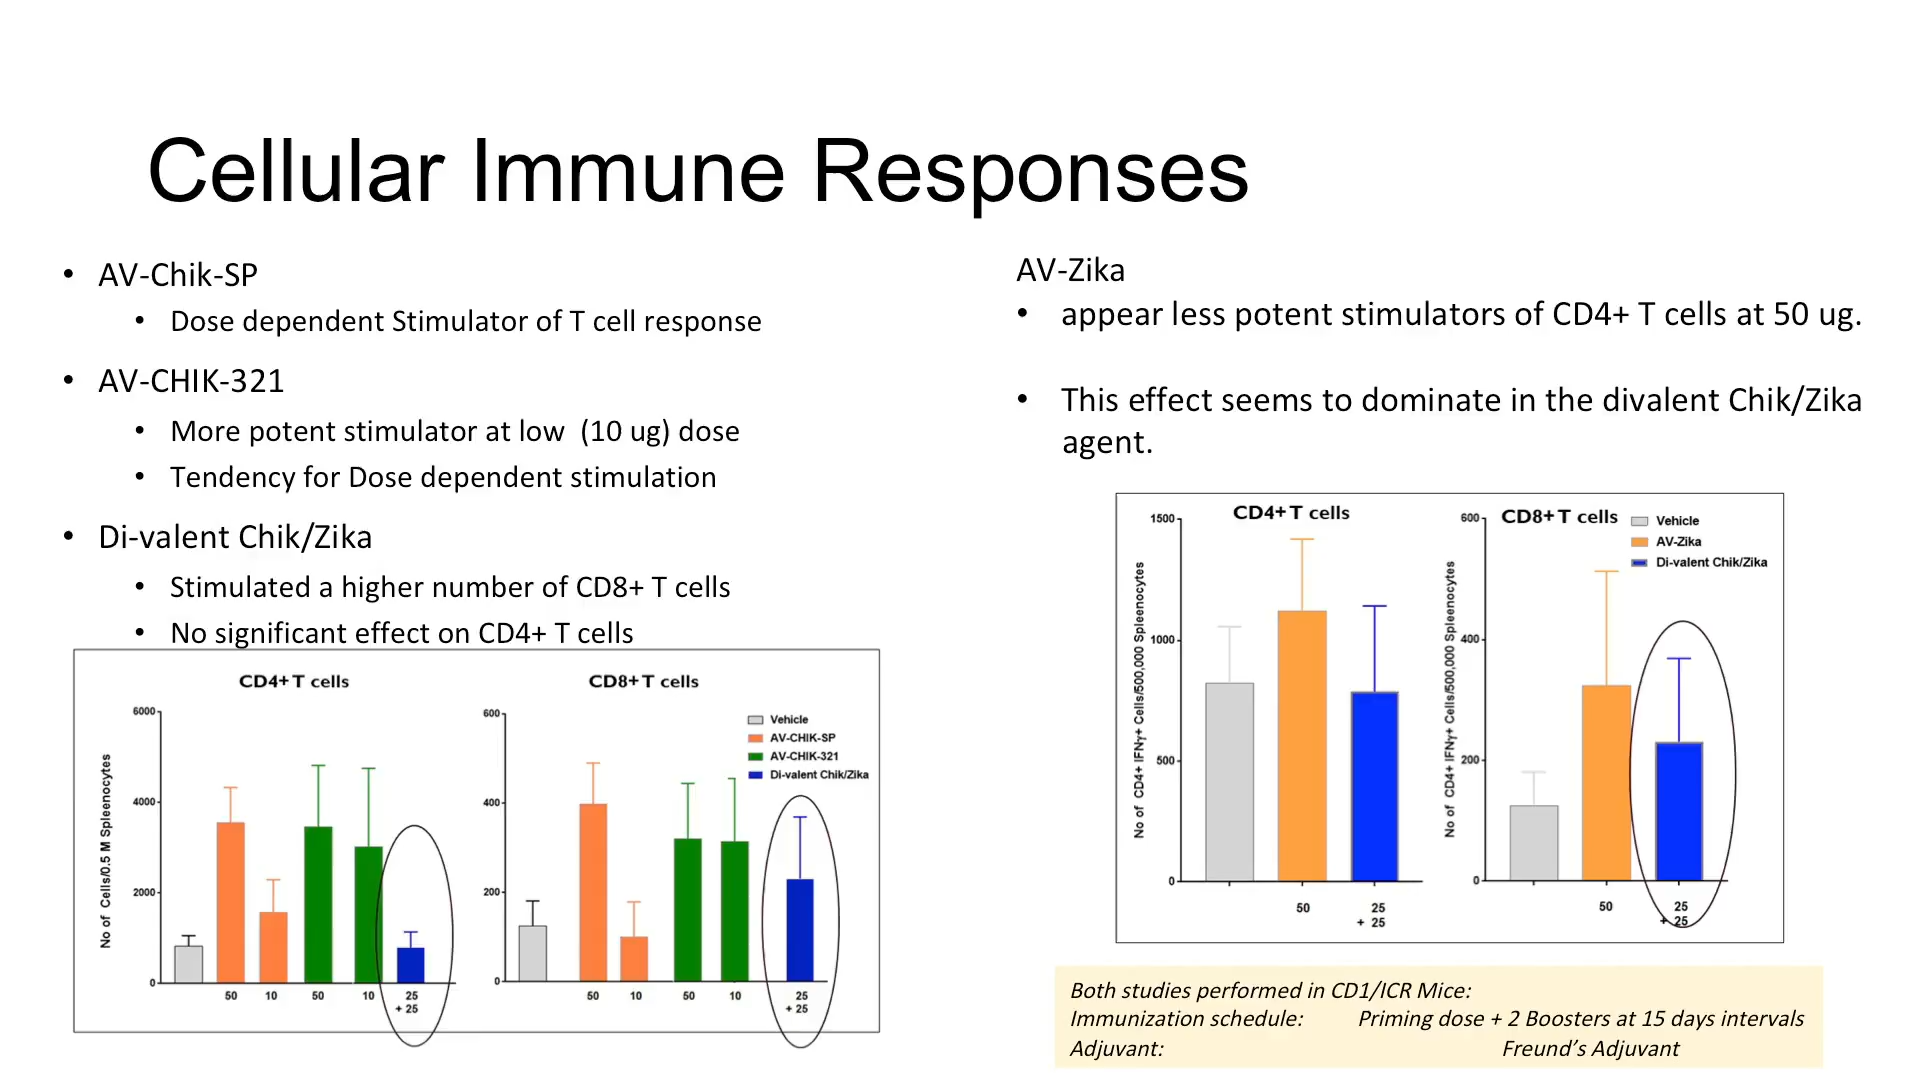 Cellular Immune Responses
• AV-Chik-SP
• Dose dependent Stimulator of T cell response
• AV-CHIK-321
• More potent stimulator at low (10 ug) dose
• Tendency for Dose dependent stimulation
• Di-valent Chik/Zika
• Stimulated a higher number of CD8+ T cells
• No significant effect on CD4+ T cells
CD4+ T cells
No of Cells/0.5 M Spleenocytes
6000
4000
2000
0
50 10 50 10 25
+ 25
CD8+ T cells
600
400
200
0
Vehicle
AV-CHIK-SP
AV-CHIK-321
Di-valent Chik/Zika
50 10 50 10 25
+ 25
AV-Zika
• appear less potent stimulators of CD4+ T cells at 50 ug.
• This effect seems to dominate in the divalent Chik/Zika
agent.
CD4+ T cells
No of CD4+ IFNγ+ Cells/500,000 Spleenocytes
1500
1000
500
0
50 25
+ 25
CD8+ T cells
No of CD4+ IFNγ+ Cells/500,000 Spleenocytes
600
400
200
0
Vehicle
AV-Zika
Di-valent Chik/Zika
50 25
+ 25
Both studies performed in CD1/ICR Mice:
Immunization schedule: Priming dose + 2 Boosters at 15 days intervals
Adjuvant: Freund's Adjuvant